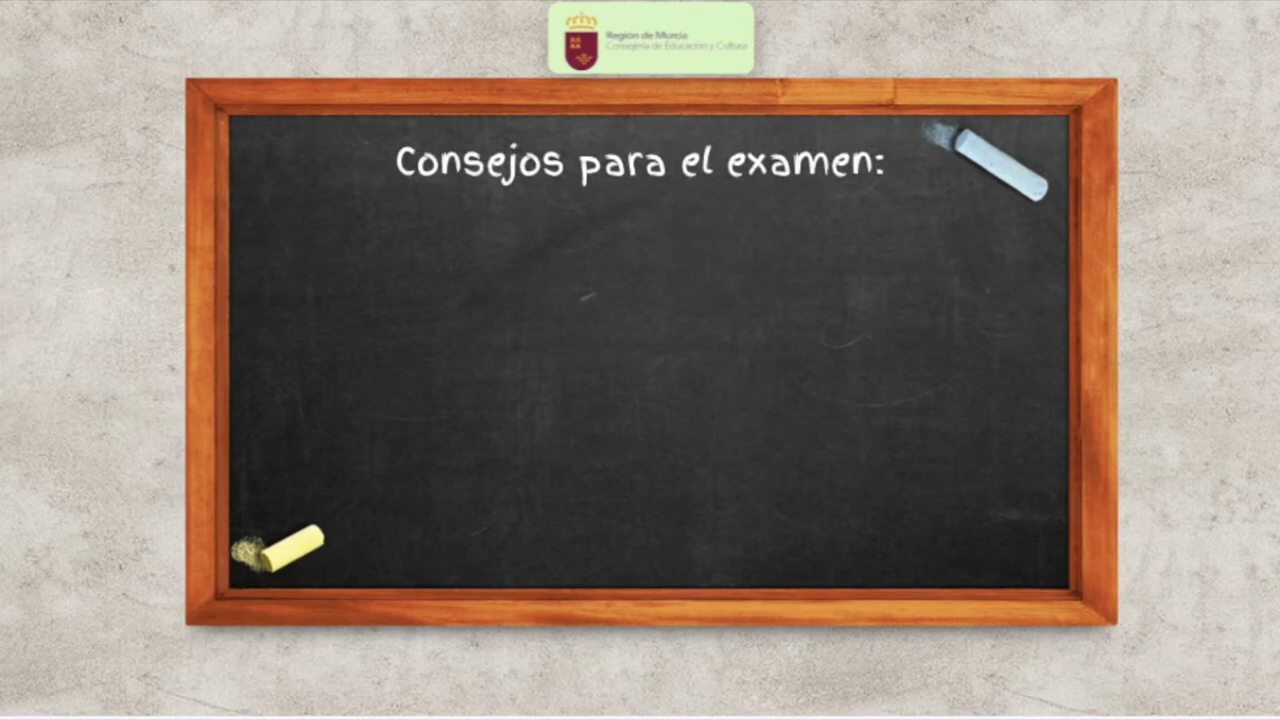 Región de Murcia
Consejería de Educación y Cultura
Consejos para el examen: